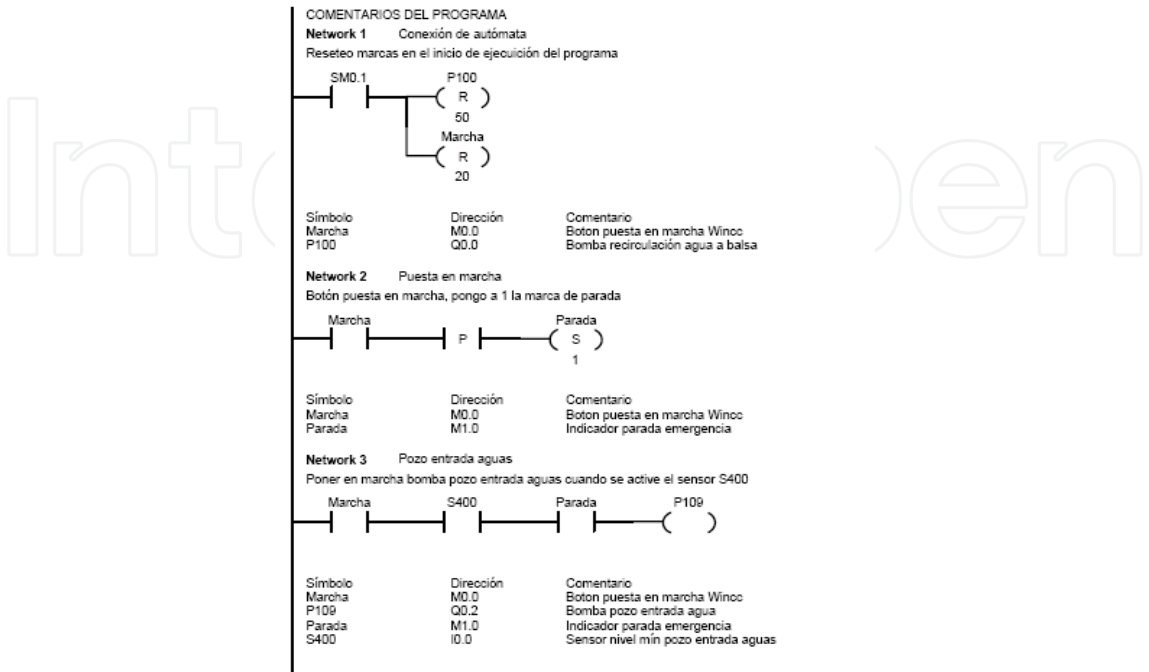 COMENTARIOS DEL PROGRAMA
Network 1 Conexión de autómata
Reseteo marcas en el inicio de ejecuición del programa
SM0.1 P100
R
50
Marcha
R
20
Símbolo Dirección Comentario
Marcha M0.0 Boton puesta en marcha Wincc
P100 Q0.0 Bomba recirculación agua a balsa
Network 2 Puesta en marcha
Botón puesta en marcha, pongo a 1 la marca de parada
Marcha Parada
P S
1
Símbolo Dirección Comentario
Marcha M0.0 Boton puesta en marcha Wincc
Parada M1.0 Indicador parada emergencia
Network 3 Pozo entrada aguas
Poner en marcha bomba pozo entrada aguas cuando se active el sensor S400
Marcha S400 Parada P109
Símbolo Dirección Comentario
Marcha M0.0 Boton puesta en marcha Wincc
P109 Q0.2 Bomba pozo entrada agua
Parada M1.0 Indicador parada emergencia
S400 I0.0 Sensor nivel mín pozo entrada aguas